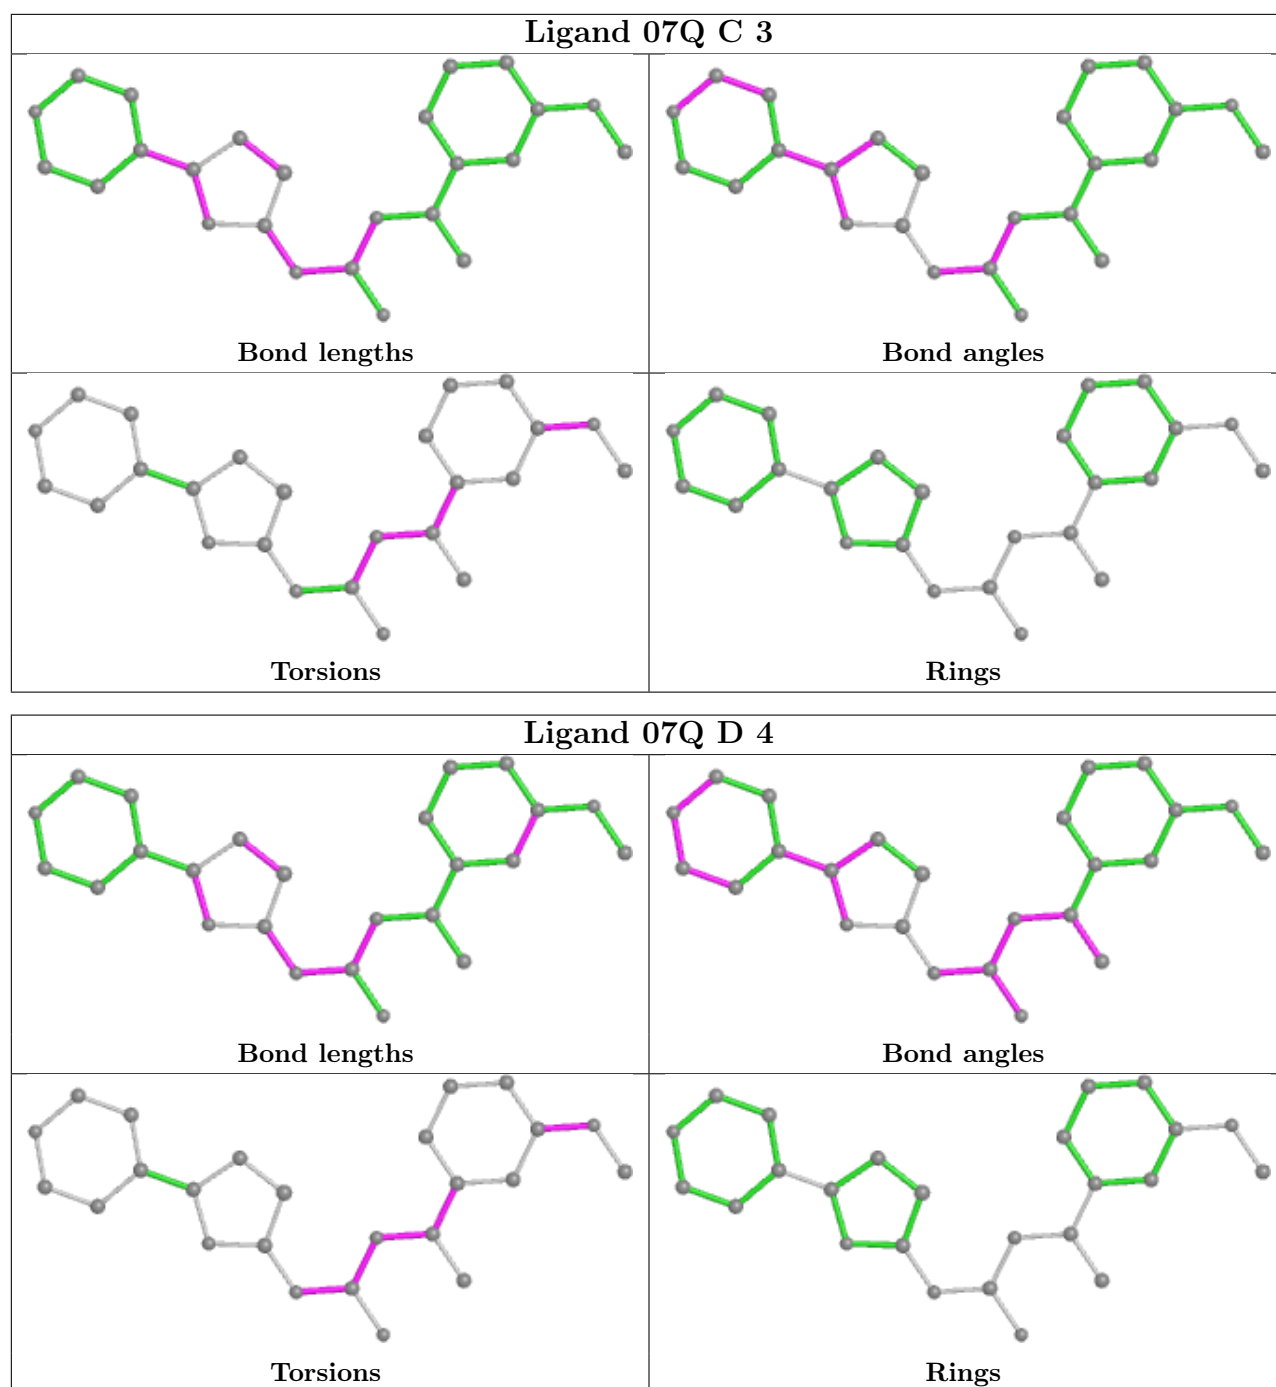 Ligand 07Q C 3
Bond lengths
Bond angles
Torsions
Rings
Ligand 07Q D 4
Bond lengths
Bond angles
Torsions
Rings